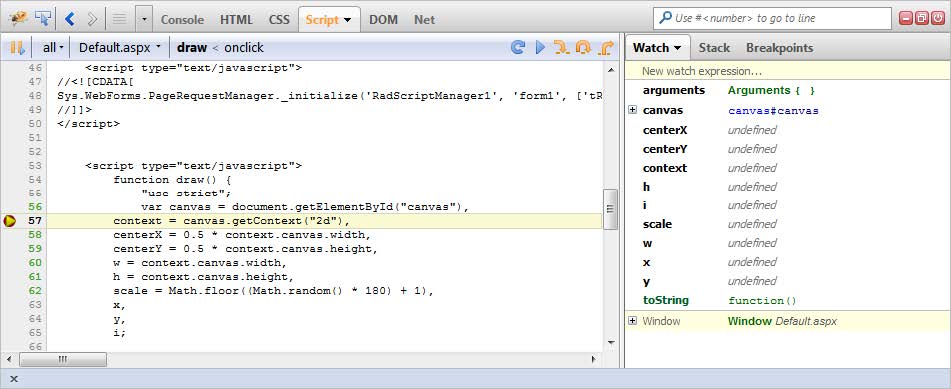 Console HTML CSS Script DOM Net
Use #<number> to go to line
all Default.aspx draw < onclick
Watch Stack Breakpoints
46 <script type="text/javascript">
47 //<![CDATA[
48 Sys.WebForms.PageRequestManager._initialize('RadScriptManager1', 'form1', ['tR
49 //]]>
50 </script>
51
52
53 <script type="text/javascript">
54 function draw() {
55 "use strict";
56 var canvas = document.getElementById("canvas"),
57 context = canvas.getContext("2d"),
58 centerX = 0.5 * context.canvas.width,
59 centerY = 0.5 * context.canvas.height,
60 w = context.canvas.width,
61 h = context.canvas.height,
62 scale = Math.floor((Math.random() * 180) + 1),
63 x,
64 y,
65 i;
66
New watch expression...
arguments Arguments { }
canvas canvas#canvas
centerX undefined
centerY undefined
context undefined
h undefined
i undefined
scale undefined
w undefined
x undefined
y undefined
toString function()
Window Window Default.aspx